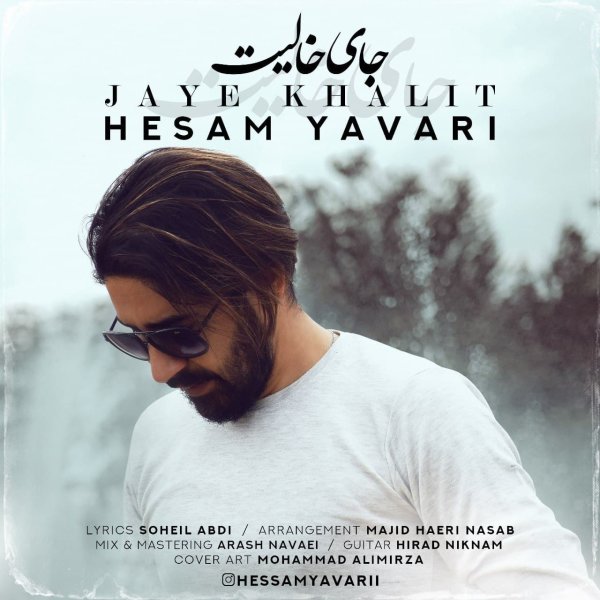 جای خالیت
JAYE KHALIT
HESAM YAVARI
LYRICS SOHEIL ABDI / ARRANGEMENT MAJID HAERI NASAB
MIX & MASTERING ARASH NAVAEI / GUITAR HIRAD NIKNAM
COVER ART MOHAMMAD ALIMIRZA
HESSAMYAVARII